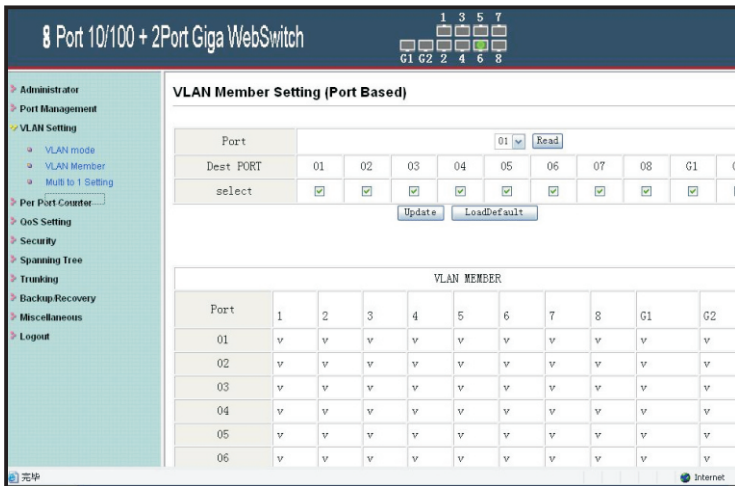 8 Port 10/100 + 2Port Giga WebSwitch
1 3 5 7
G1 G2 2 4 6 8
Administrator
Port Management
VLAN Setting
VLAN mode
VLAN Member
Multi to 1 Setting
Per Port Counter
QoS Setting
Security
Spanning Tree
Trunking
Backup/Recovery
Miscellaneous
Logout
VLAN Member Setting (Port Based)
Port 01 Read
Dest PORT 01 02 03 04 05 06 07 08 G1
select
Update LoadDefault
VLAN MEMBER
Port 1 2 3 4 5 6 7 8 G1 G2
01 v v v v v v v v v v
02 v v v v v v v v v v
03 v v v v v v v v v v
04 v v v v v v v v v v
05 v v v v v v v v v v
06 v v v v v v v v v v
完毕 Internet